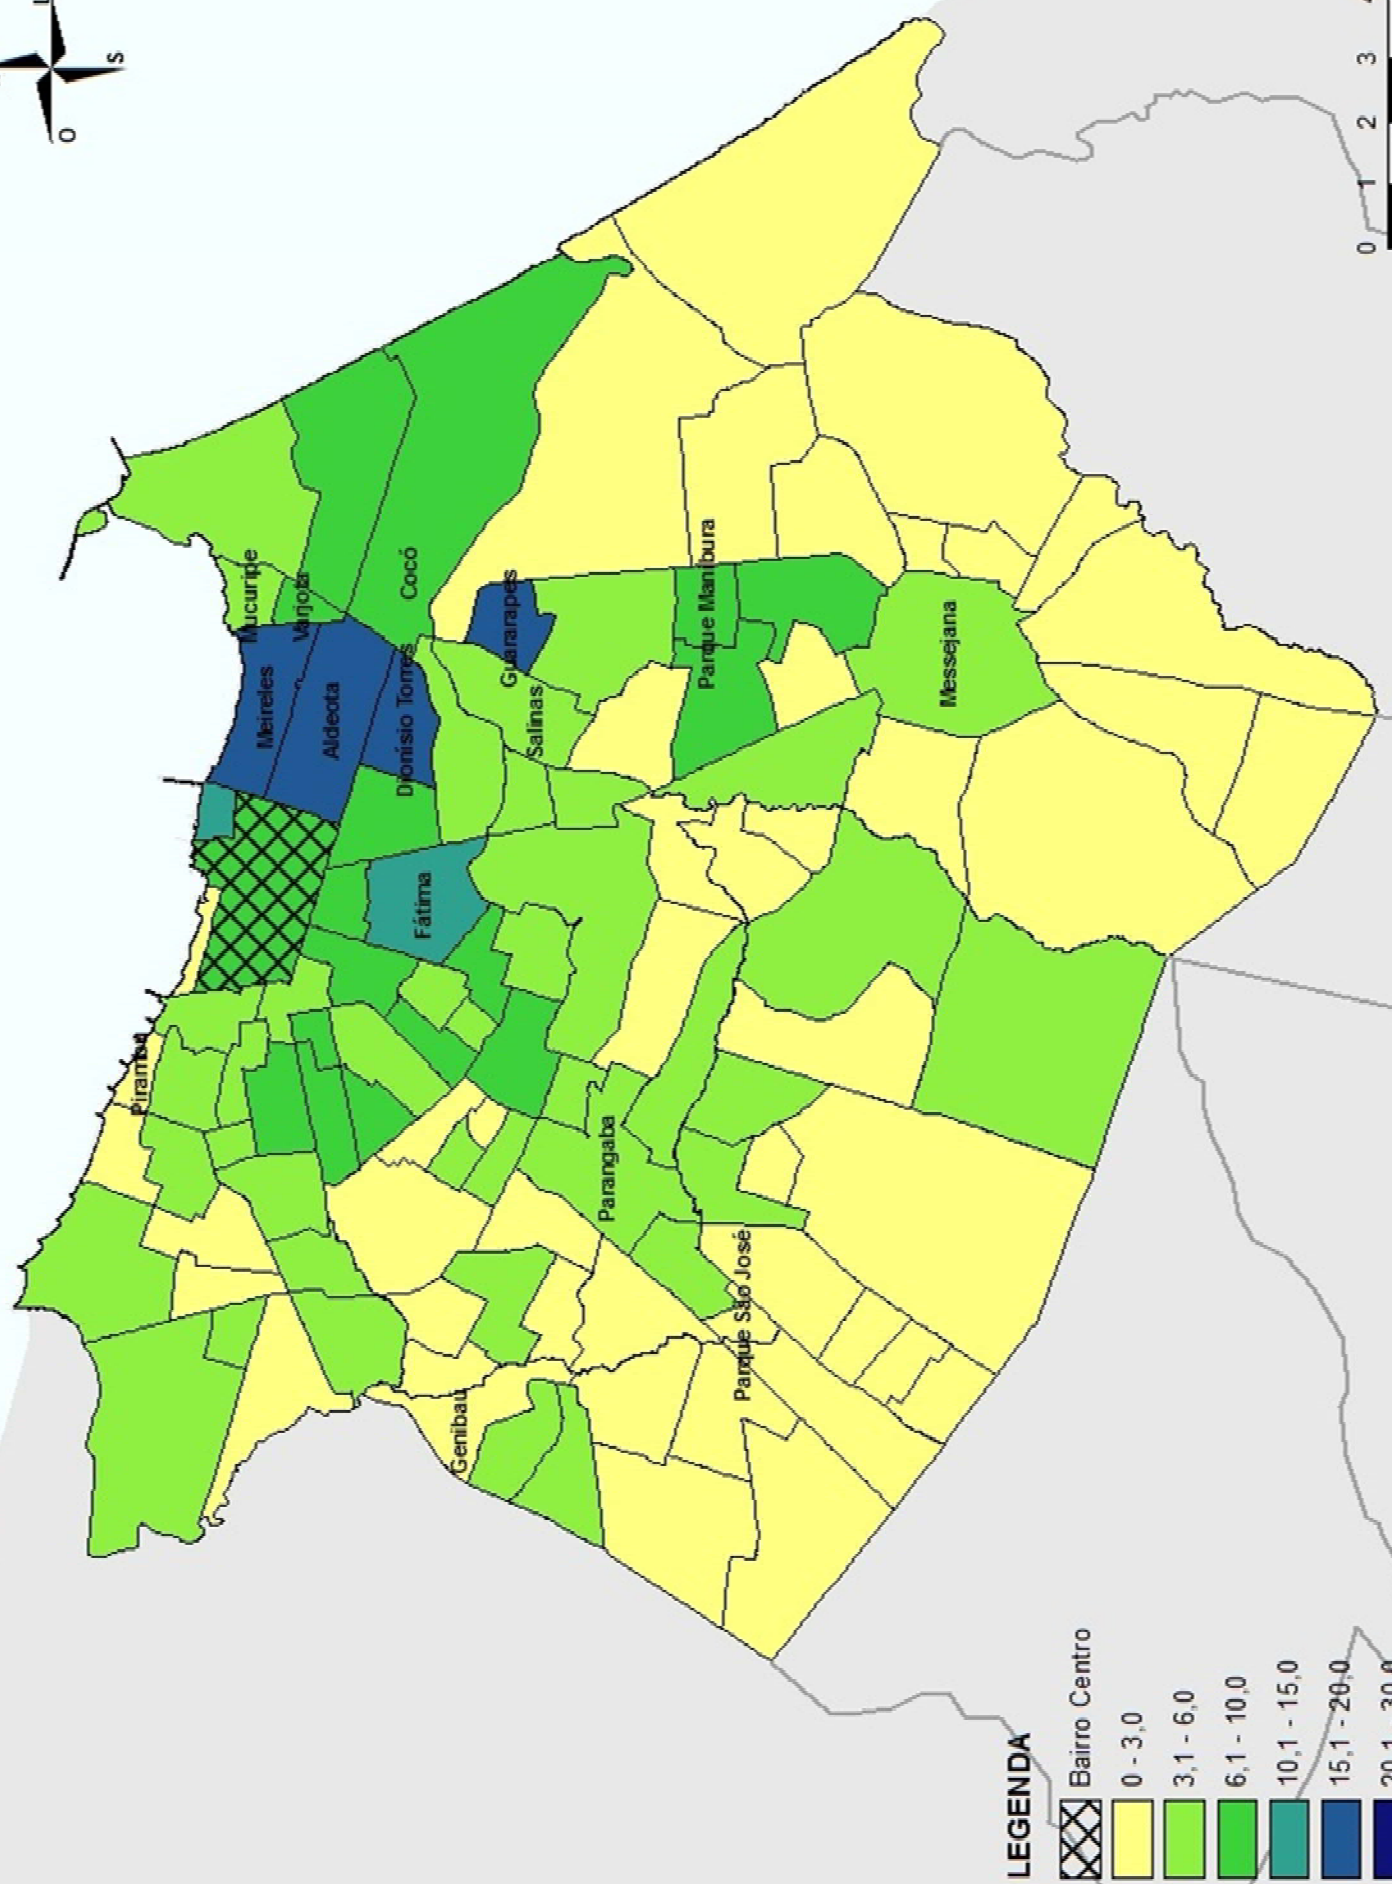 S
O
Mucuripe
Varjota
Cocó
Meireles
Aldeota
Dionísio Torres
Guararapes
Salinas
Parque Manibura
Messejana
Fátima
Pirambu
Parangaba
Parque São José
Genibaú
0 1 2 3
LEGENDA
Bairro Centro
0 - 3,0
3,1 - 6,0
6,1 - 10,0
10,1 - 15,0
15,1 - 20,0